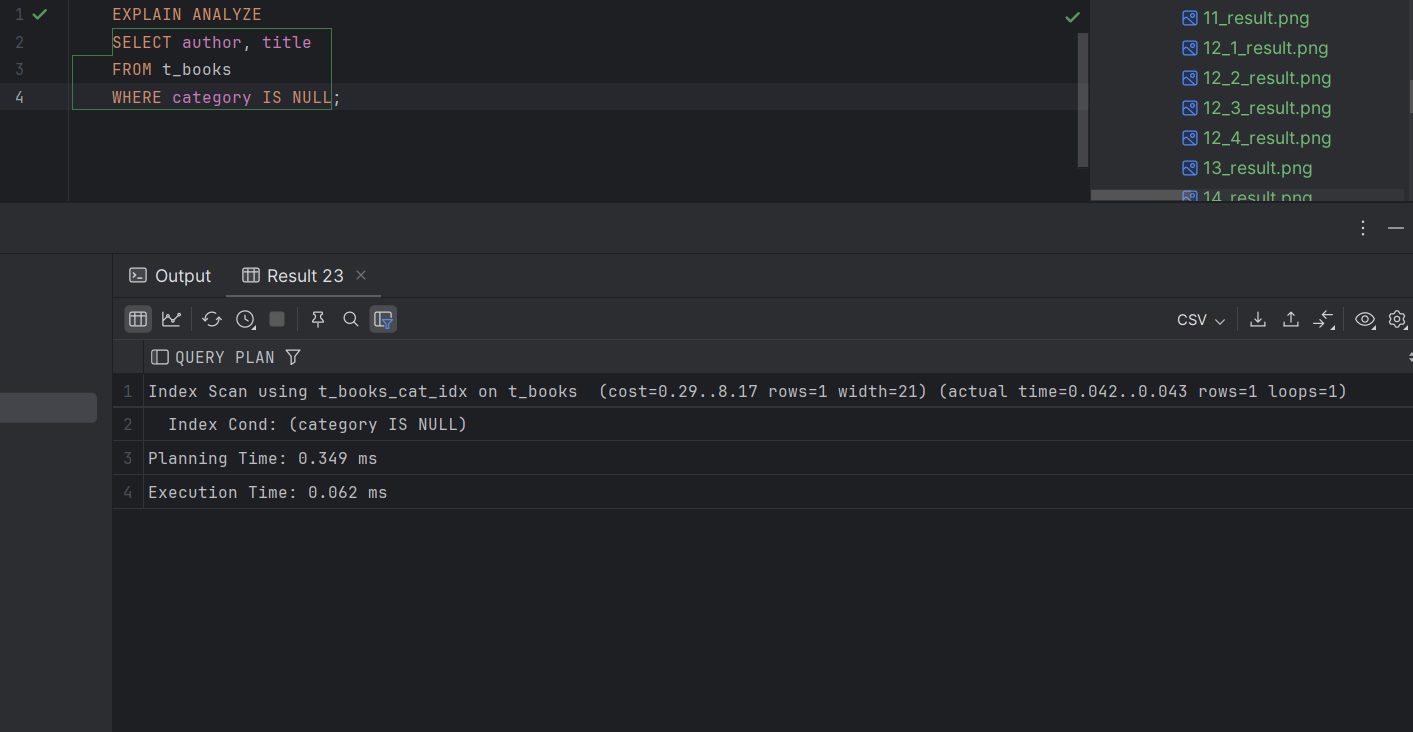 1 EXPLAIN ANALYZE
2 SELECT author, title
3 FROM t_books
4 WHERE category IS NULL;
11_result.png
12_1_result.png
12_2_result.png
12_3_result.png
12_4_result.png
13_result.png
14_result.png
Output Result 23
CSV
QUERY PLAN
1 Index Scan using t_books_cat_idx on t_books  (cost=0.29..8.17 rows=1 width=21) (actual time=0.042..0.043 rows=1 loops=1)
2   Index Cond: (category IS NULL)
3 Planning Time: 0.349 ms
4 Execution Time: 0.062 ms